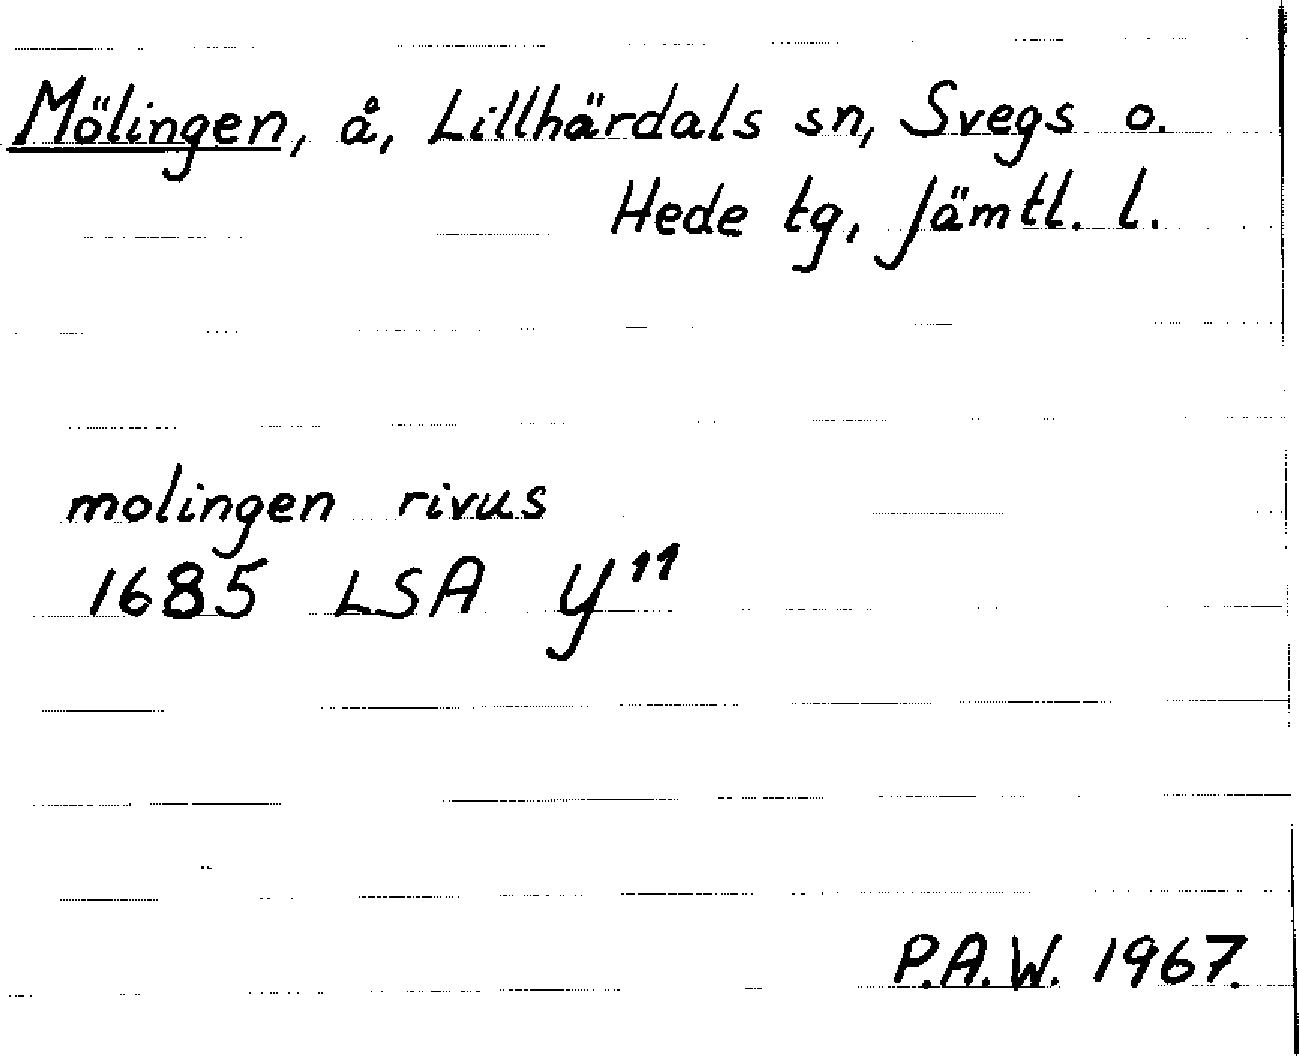 Mölingen, å, Lillhärdals sn, Svegs o.
Hede tg, Jämtl. l.
molingen rivus
1685 LSA Y¹¹
P.A.W. 1967.